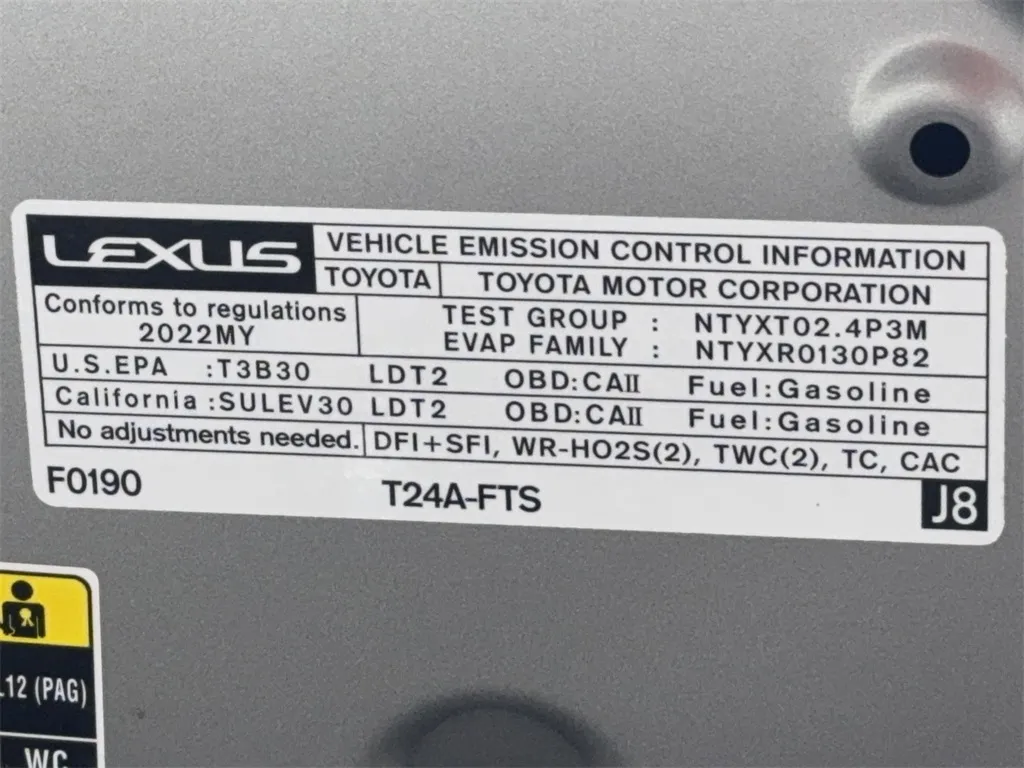 LEXUS
VEHICLE EMISSION CONTROL INFORMATION
TOYOTA
TOYOTA MOTOR CORPORATION
Conforms to regulations
2022MY
TEST GROUP : NTYXT02.4P3M
EVAP FAMILY : NTYXR0130P82
U.S.EPA :T3B30 LDT2 OBD:CAII Fuel:Gasoline
California :SULEV30 LDT2 OBD:CAII Fuel:Gasoline
No adjustments needed. DFI+SFI, WR-HO2S(2), TWC(2), TC, CAC
F0190 T24A-FTS J8
12 (PAG)
WC